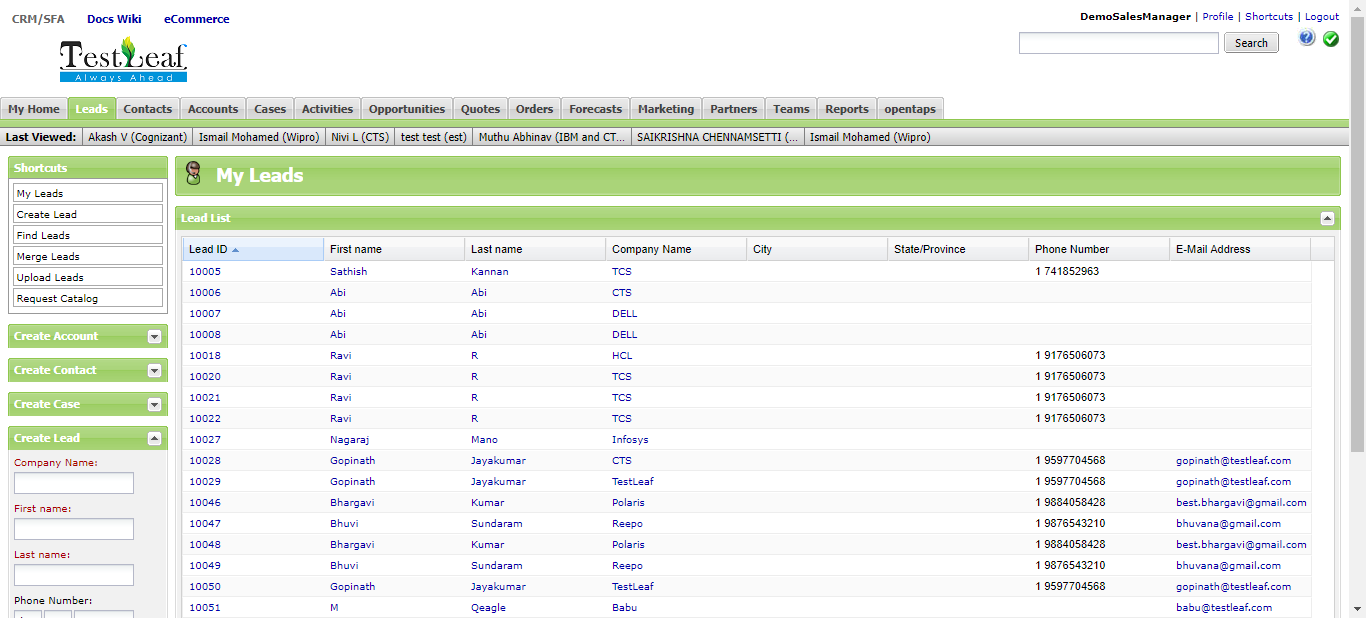 CRM/SFA Docs Wiki eCommerce
DemoSalesManager | Profile | Shortcuts | Logout
TestLeaf
Always Ahead
Search
My Home Leads Contacts Accounts Cases Activities Opportunities Quotes Orders Forecasts Marketing Partners Teams Reports opentaps
Last Viewed: Akash V (Cognizant) Ismail Mohamed (Wipro) Nivi L (CTS) test test (est) Muthu Abhinav (IBM and CT... SAIKRISHNA CHENNAMSETTI (... Ismail Mohamed (Wipro)
Shortcuts
My Leads
Create Lead
Find Leads
Merge Leads
Upload Leads
Request Catalog
Create Account
Create Contact
Create Case
Create Lead
Company Name:
First name:
Last name:
Phone Number:
My Leads
Lead List
Lead ID First name Last name Company Name City State/Province Phone Number E-Mail Address
10005 Sathish Kannan TCS 1 741852963
10006 Abi Abi CTS
10007 Abi Abi DELL
10008 Abi Abi DELL
10018 Ravi R HCL 1 9176506073
10020 Ravi R TCS 1 9176506073
10021 Ravi R TCS 1 9176506073
10022 Ravi R TCS 1 9176506073
10027 Nagaraj Mano Infosys
10028 Gopinath Jayakumar CTS 1 9597704568 gopinath@testleaf.com
10029 Gopinath Jayakumar TestLeaf 1 9597704568 gopinath@testleaf.com
10046 Bhargavi Kumar Polaris 1 9884058428 best.bhargavi@gmail.com
10047 Bhuvi Sundaram Reepo 1 9876543210 bhuvana@gmail.com
10048 Bhargavi Kumar Polaris 1 9884058428 best.bhargavi@gmail.com
10049 Bhuvi Sundaram Reepo 1 9876543210 bhuvana@gmail.com
10050 Gopinath Jayakumar TestLeaf 1 9597704568 gopinath@testleaf.com
10051 M Qeagle Babu babu@testleaf.com